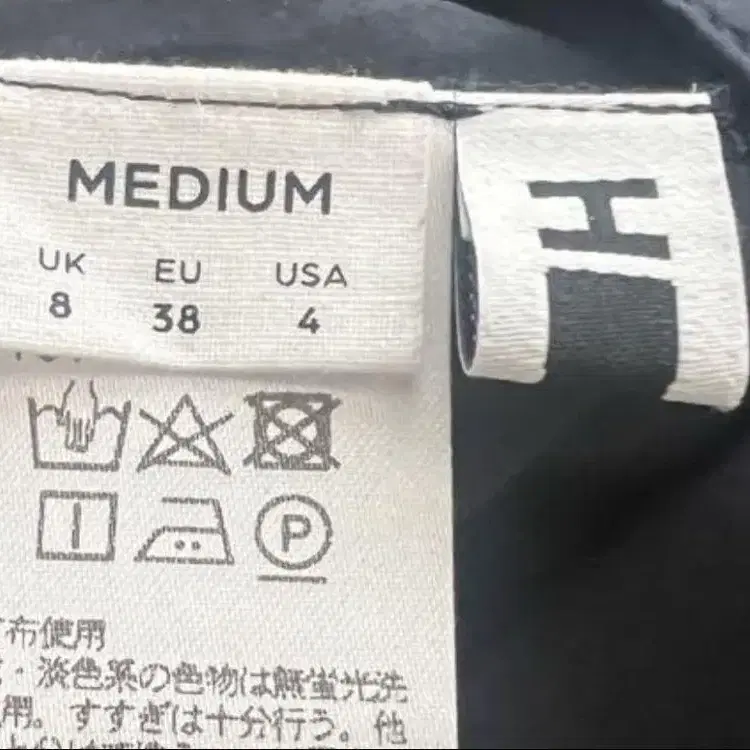 MEDIUM
UK EU USA
8 38 4
H
P
布使用
・淡色系の色物は無蛍光洗
用。すすぎは十分行う。他